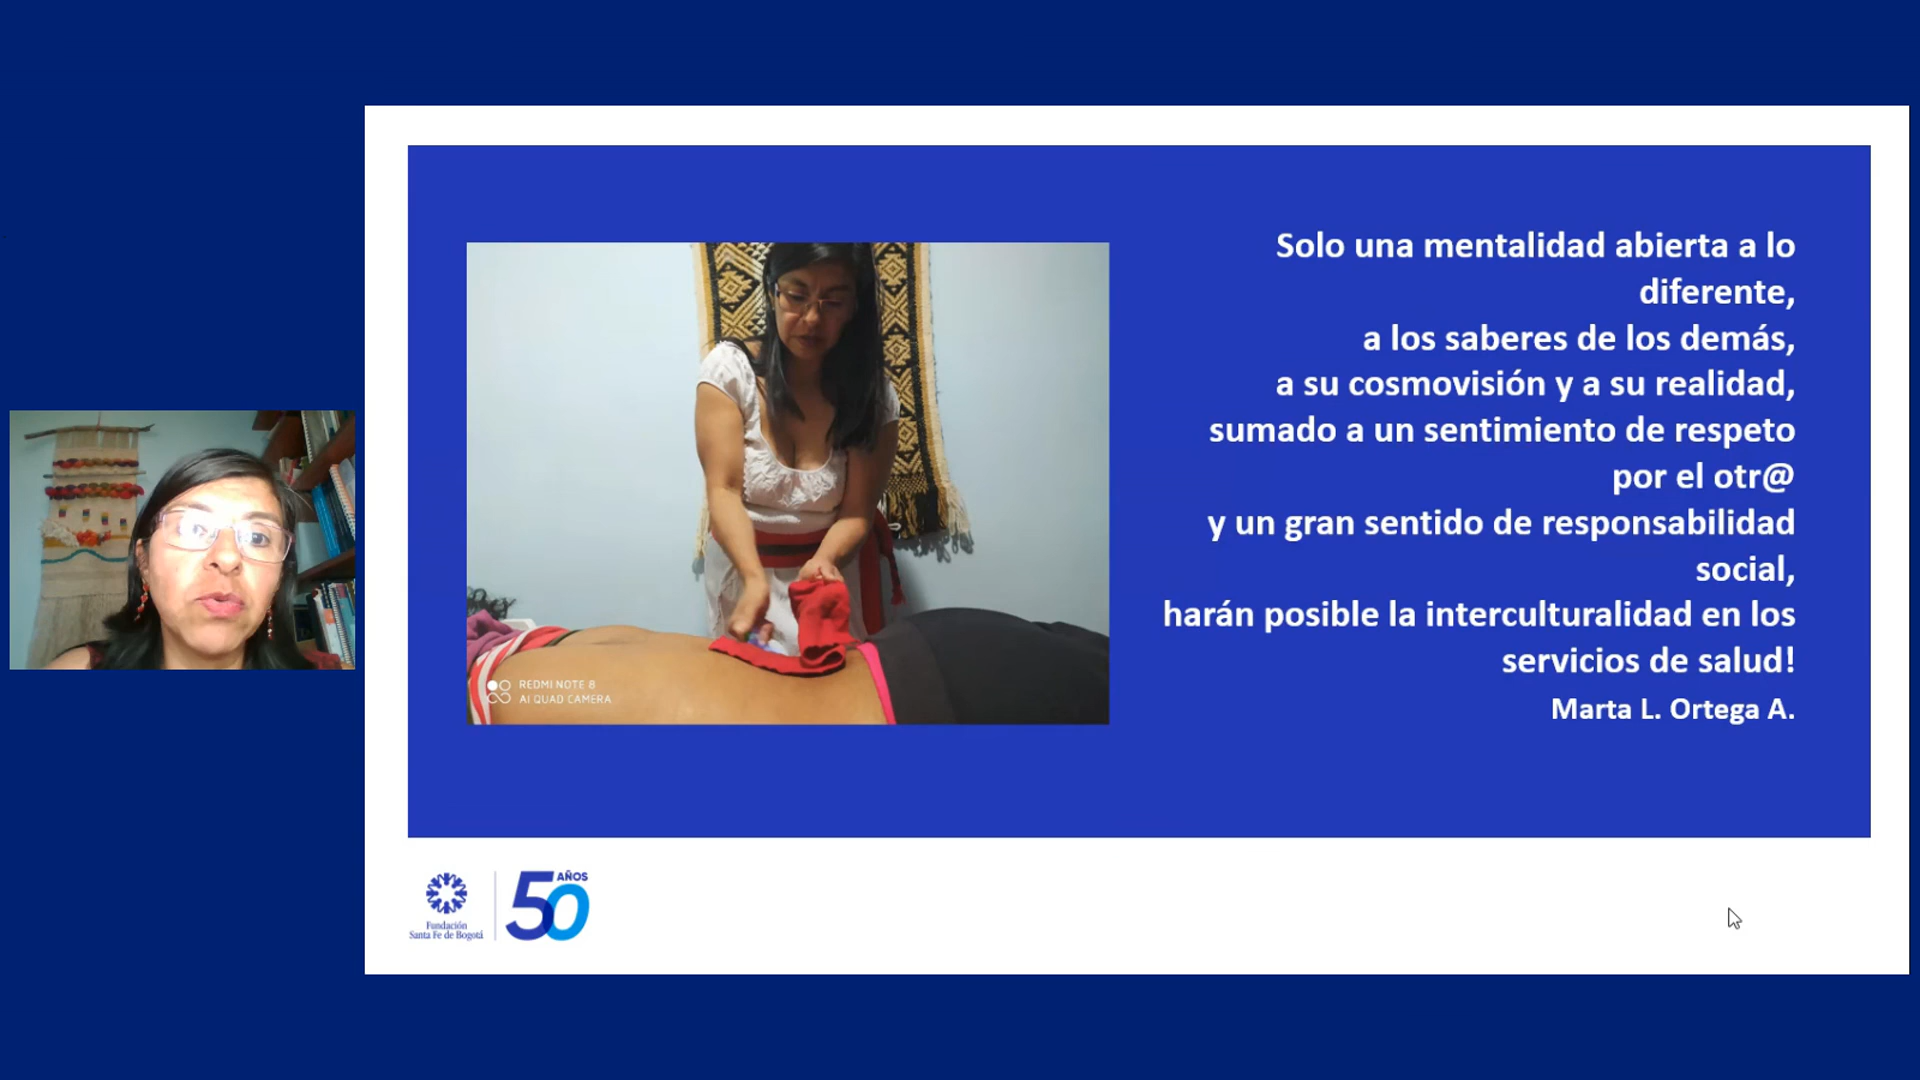 Solo una mentalidad abierta a lo
diferente,
a los saberes de los demás,
a su cosmovisión y a su realidad,
sumado a un sentimiento de respeto
por el otr@
y un gran sentido de responsabilidad
social,
harán posible la interculturalidad en los
servicios de salud!
Marta L. Ortega A.
REDMI NOTE 8
AI QUAD CAMERA
Fundación
Santa Fe de Bogotá
50 AÑOS